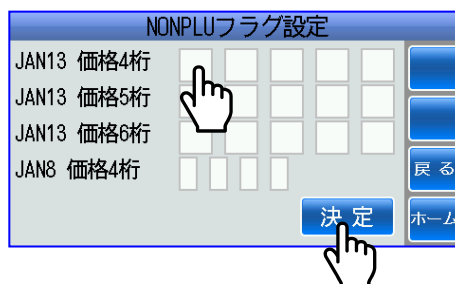 NONPLUフラグ設定
JAN13 価格4桁
JAN13 価格5桁
JAN13 価格6桁
JAN8 価格4桁
戻る
決定
ホーム